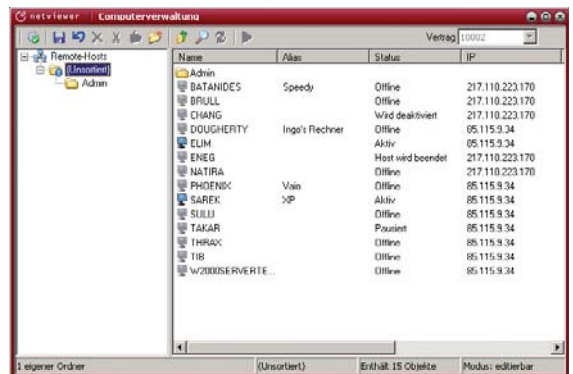 netviewer Computerverwaltung
Vertrag 10002
Remote-Hosts
(Unsortiert)
Admin
Name Alias Status IP
Admin
BATANIDES Speedy Offline 217.110.223.170
BRULL Offline 217.110.223.170
CHANG Wird deaktiviert 217.110.223.170
DOUGHERTY Ingo's Rechner Offline 85.115.9.34
ELIM Aktiv 85.115.9.34
ENEG Host wird beendet 217.110.223.170
NATIRA Offline 217.110.223.170
PHOENIX Vain Offline 85.115.9.34
SAREK XP Aktiv 85.115.9.34
SULU Offline 85.115.9.34
TAKAR Pausiert 85.115.9.34
THRAX Offline 85.115.9.34
TIB Offline 85.115.9.34
W2000SERVERTE... Offline 85.115.9.34
1 eigener Ordner (Unsortiert) Enthält 15 Objekte Modus: editierbar